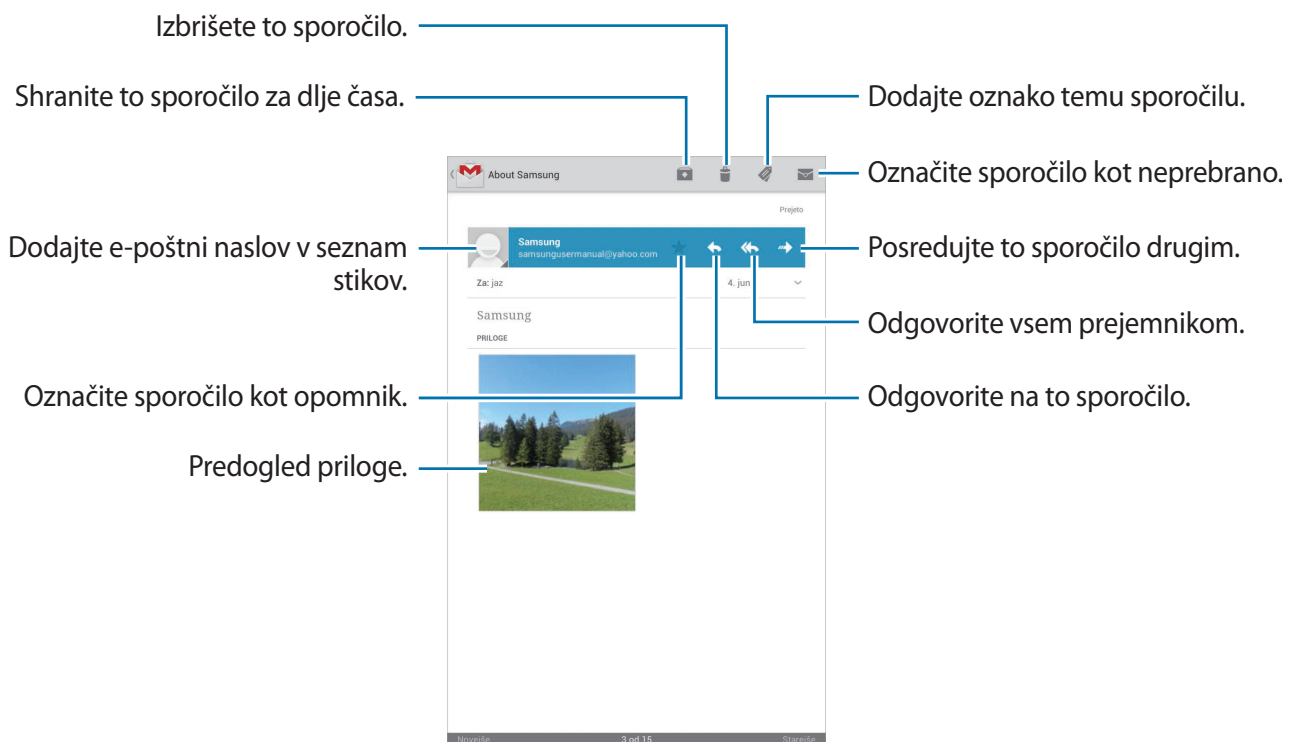 Izbrišete to sporočilo.
Shranite to sporočilo za dlje časa.
Dodajte oznako temu sporočilu.
Označite sporočilo kot neprebrano.
About Samsung
Prejeto
Dodajte e-poštni naslov v seznam
stikov.
Samsung
samsungusermanual@yahoo.com
Posredujte to sporočilo drugim.
Za: jaz
4. jun
Odgovorite vsem prejemnikom.
Samsung
PRILOGE
Označite sporočilo kot opomnik.
Odgovorite na to sporočilo.
Predogled priloge.
Novejše
3 od 15
Starejše